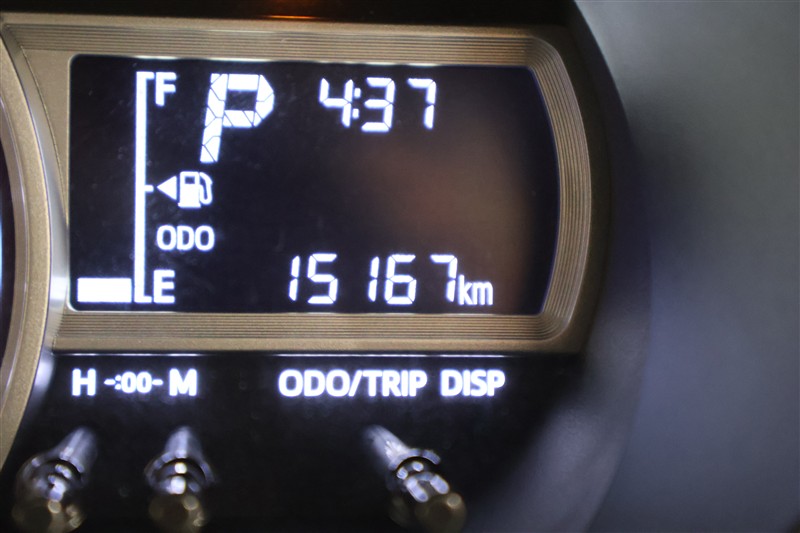 F P 4:37
ODO
E 15167km
H -:00- M ODO/TRIP DISP